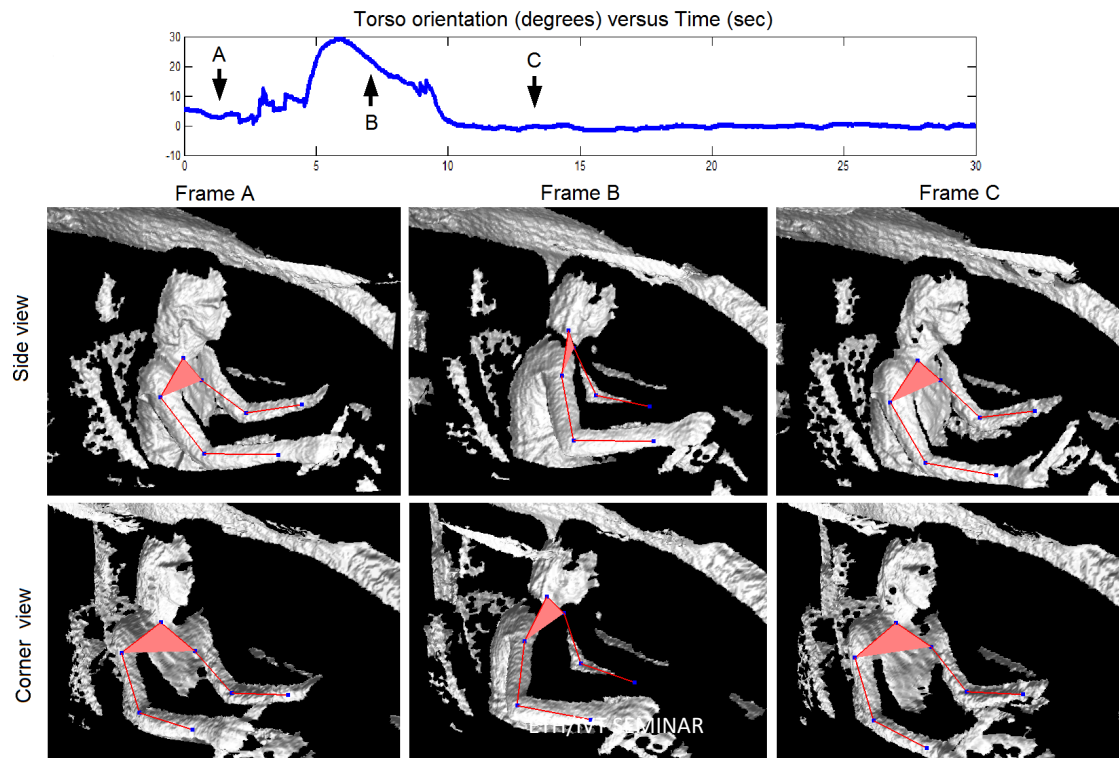 Torso orientation (degrees) versus Time (sec)
30
20
10
0
-10
A
B
C
0 5 10 15 20 25 30
Frame A Frame B Frame C
Side view
Corner view
SEMINAR